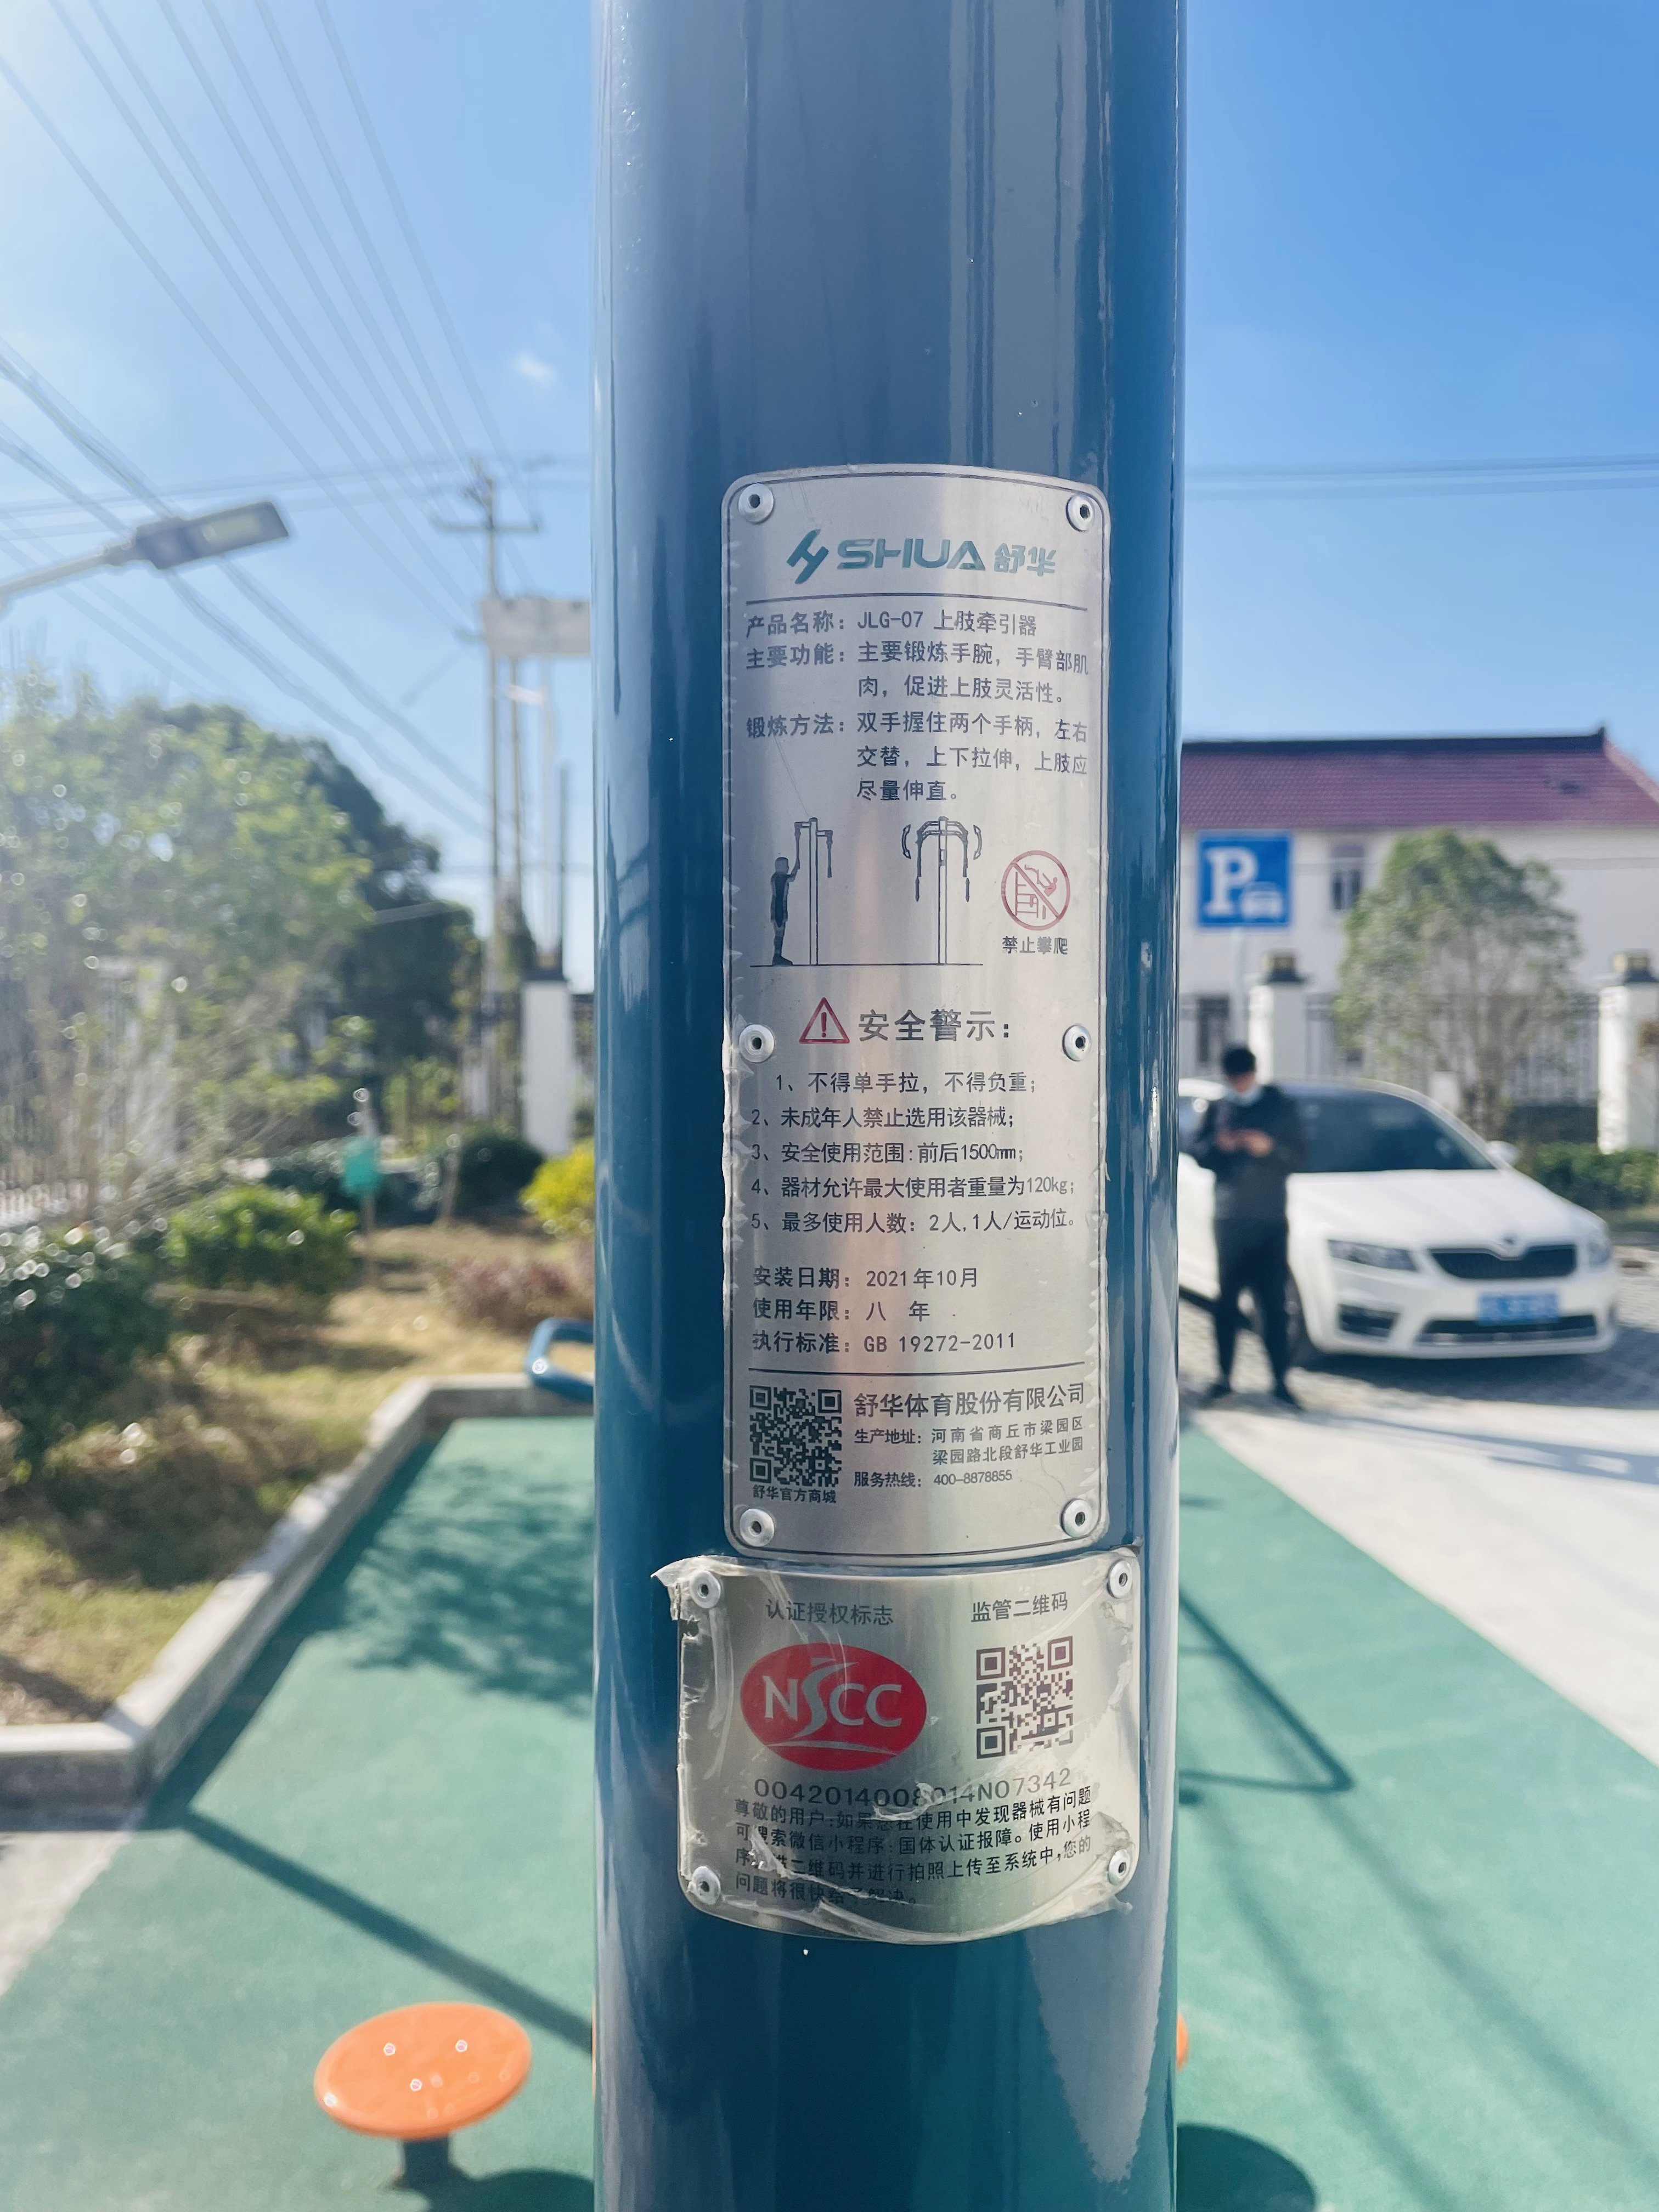 SHUA 舒华
产品名称：JLG-07 上肢牵引器
主要功能：主要锻炼手腕，手臂部肌
肉，促进上肢灵活性。
锻炼方法：双手握住两个手柄，左右
交替，上下拉伸，上肢应
尽量伸直。
禁止攀爬
安全警示：
1、不得单手拉，不得负重；
2、未成年人禁止选用该器械；
3、安全使用范围：前后1500mm；
4、器材允许最大使用者重量为120kg；
5、最多使用人数：2人,1人/运动位。
安装日期：2021年10月
使用年限：八 年
执行标准：GB 19272-2011
舒华体育股份有限公司
生产地址：河南省商丘市梁园区
梁园路北段舒华工业园
服务热线：400-8878855
舒华官方商城
认证授权标志 监管二维码
NSCC
0042014008014N07342
尊敬的用户：如果您在使用中发现器械有问题
可搜索微信小程序：国体认证报障。使用小程
序扫描二维码并进行拍照上传至系统中，您的
问题将很快给予解决。
P